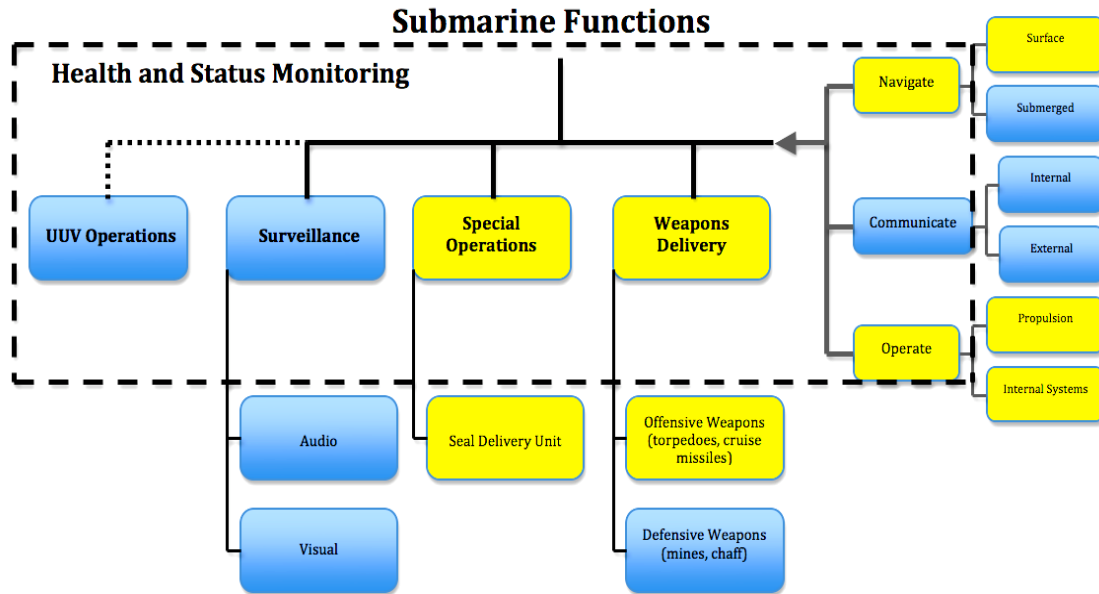 Submarine Functions
Health and Status Monitoring
Surface
Navigate
Submerged
Internal
UUV Operations
Surveillance
Special
Operations
Weapons
Delivery
Communicate
External
Propulsion
Operate
Internal Systems
Audio
Seal Delivery Unit
Offensive Weapons
(torpedoes, cruise
missiles)
Visual
Defensive Weapons
(mines, chaff)